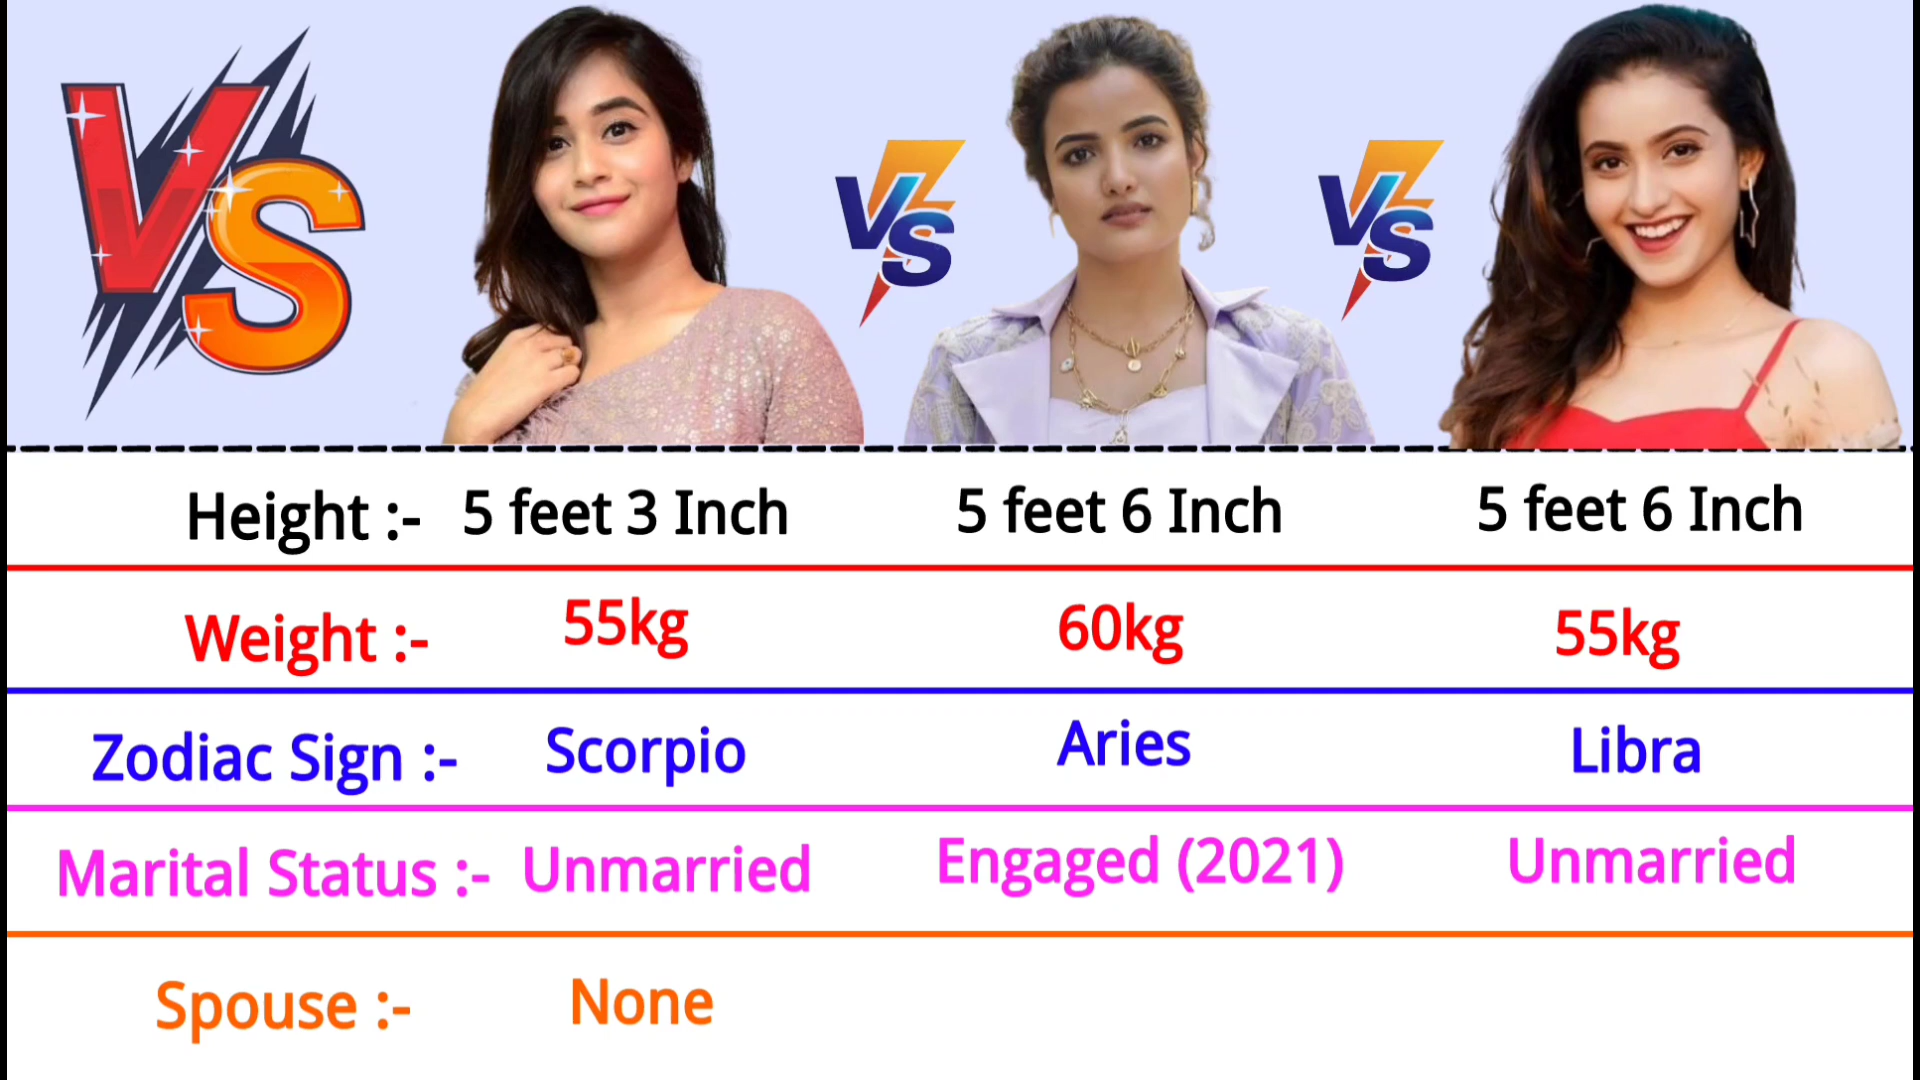 VS
VS
VS
Height :- 5 feet 3 Inch 5 feet 6 Inch 5 feet 6 Inch
Weight :- 55kg 60kg 55kg
Zodiac Sign :- Scorpio Aries Libra
Marital Status :- Unmarried Engaged (2021) Unmarried
Spouse :- None